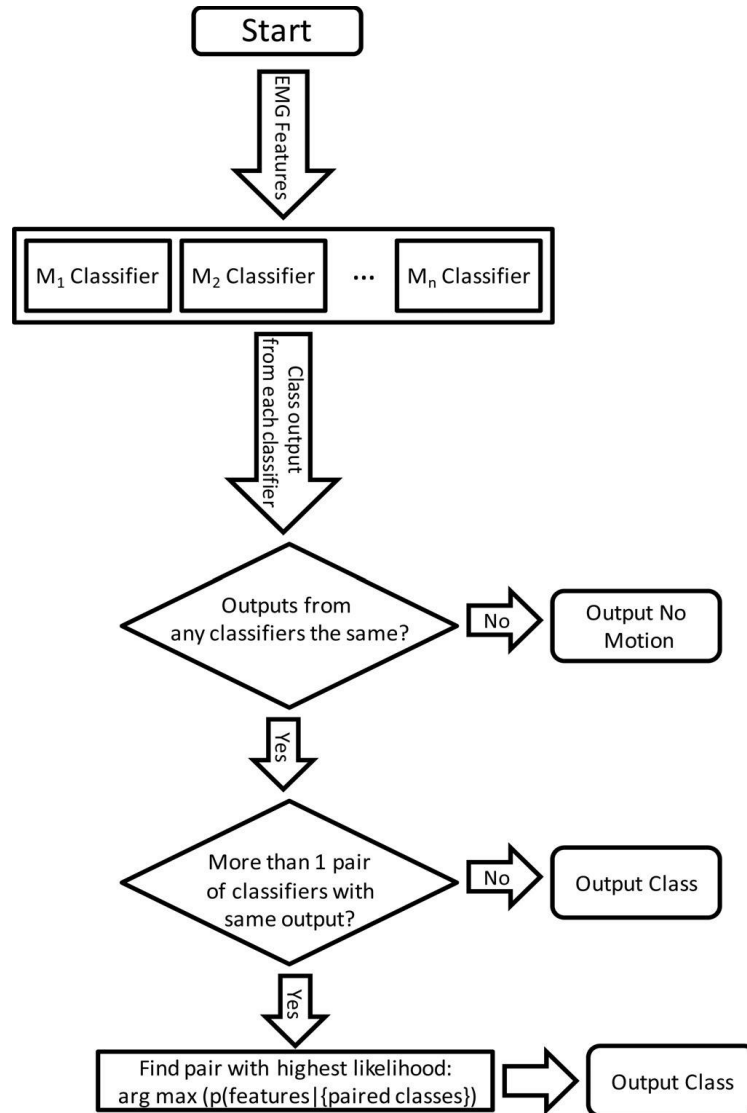 Start
EMG Features
M₁ Classifier
M₂ Classifier
...
Mₙ Classifier
Class output
from each classifier
Outputs from
any classifiers the same?
No
Output No
Motion
Yes
More than 1 pair
of classifiers with
same output?
No
Output Class
Yes
Find pair with highest likelihood:
arg max (p(features|{paired classes})
Output Class